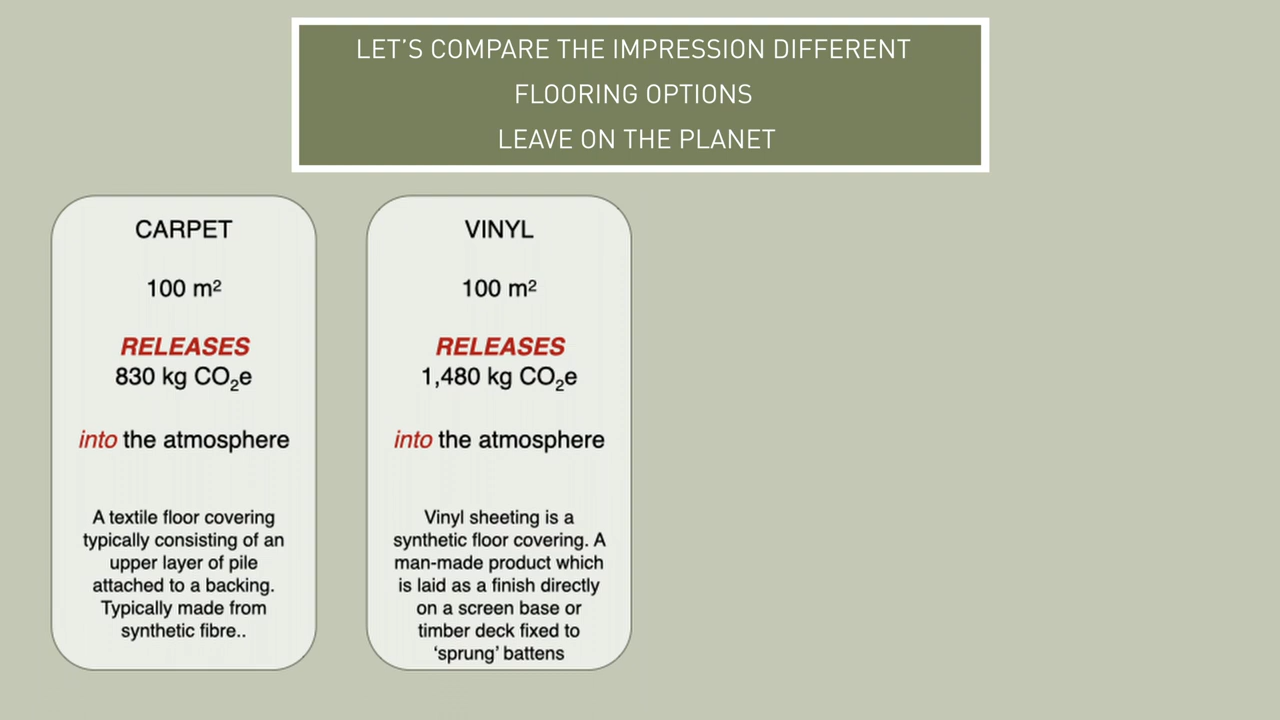 LET’S COMPARE THE IMPRESSION DIFFERENT
FLOORING OPTIONS
LEAVE ON THE PLANET
CARPET
100 m²
RELEASES
830 kg CO₂e
into the atmosphere
A textile floor covering
typically consisting of an
upper layer of pile
attached to a backing.
Typically made from
synthetic fibre..
VINYL
100 m²
RELEASES
1,480 kg CO₂e
into the atmosphere
Vinyl sheeting is a
synthetic floor covering. A
man-made product which
is laid as a finish directly
on a screen base or
timber deck fixed to
‘sprung’ battens